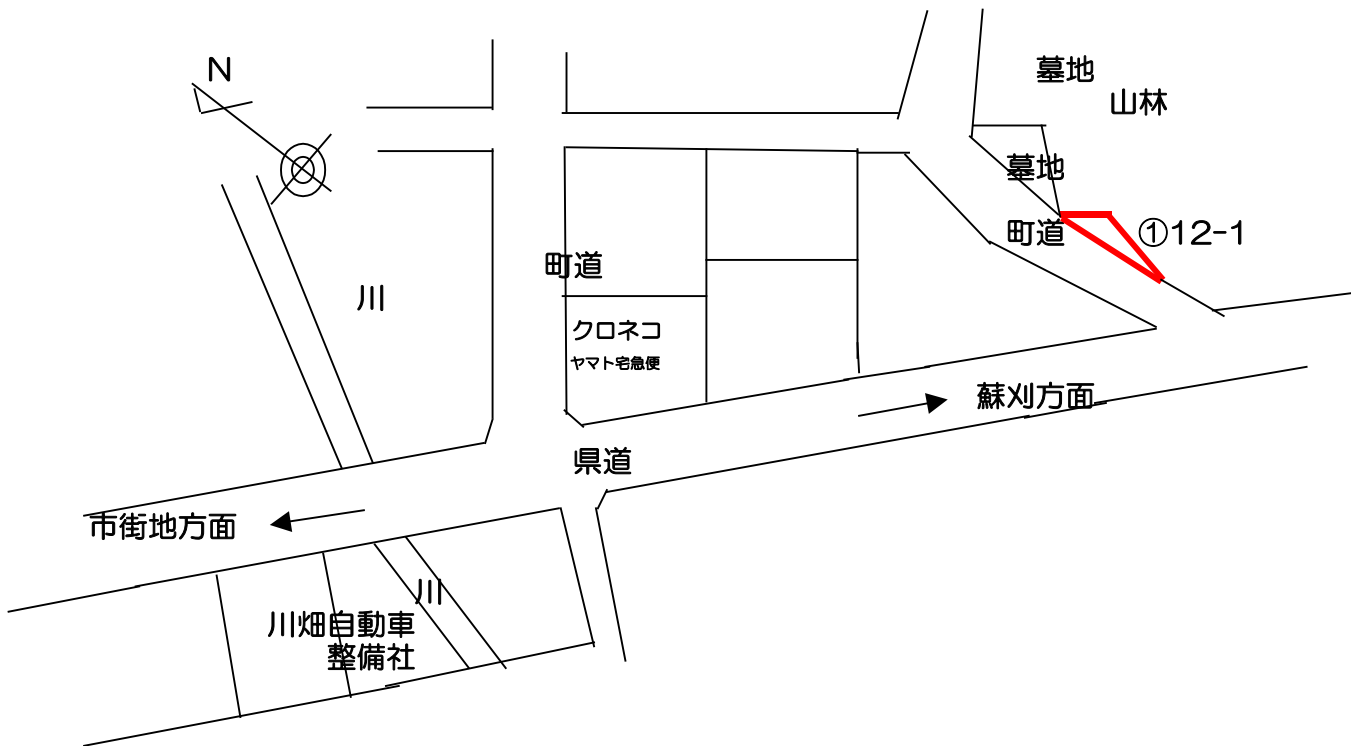 N
墓地
山林
墓地
町道
①12-1
町道
川
クロネコ
ヤマト宅急便
蘇刈方面
県道
市街地方面
川
川畑自動車
整備社